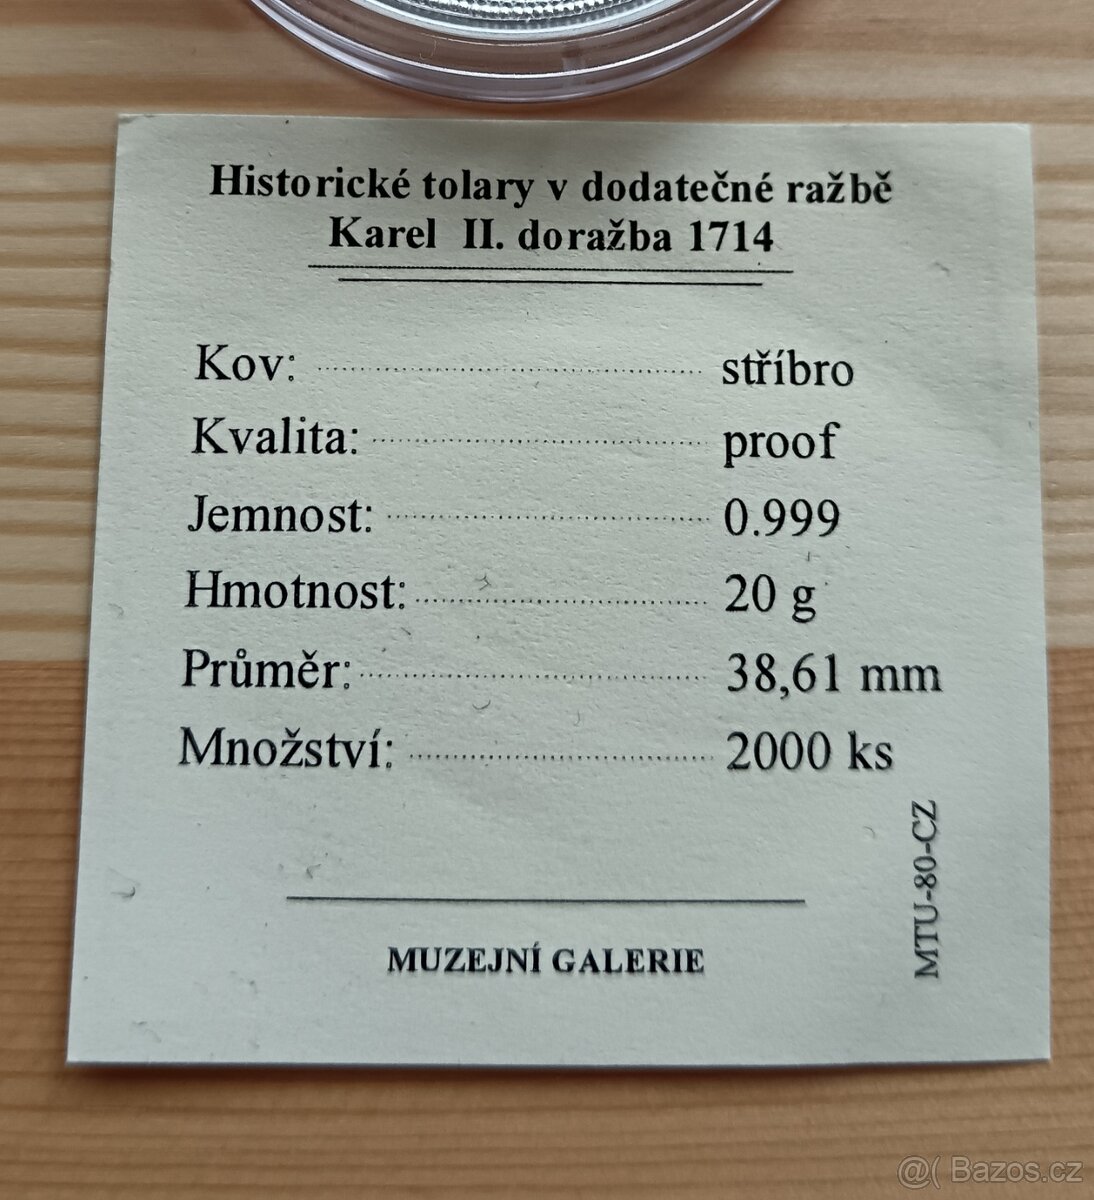 Historické tolary v dodatečné ražbě
Karel II. doražba 1714
Kov: stříbro
Kvalita: proof
Jemnost: 0.999
Hmotnost: 20 g
Průměr: 38,61 mm
Množství: 2000 ks
MTU-80-CZ
MUZEJNÍ GALERIE
@( Bazos.cz